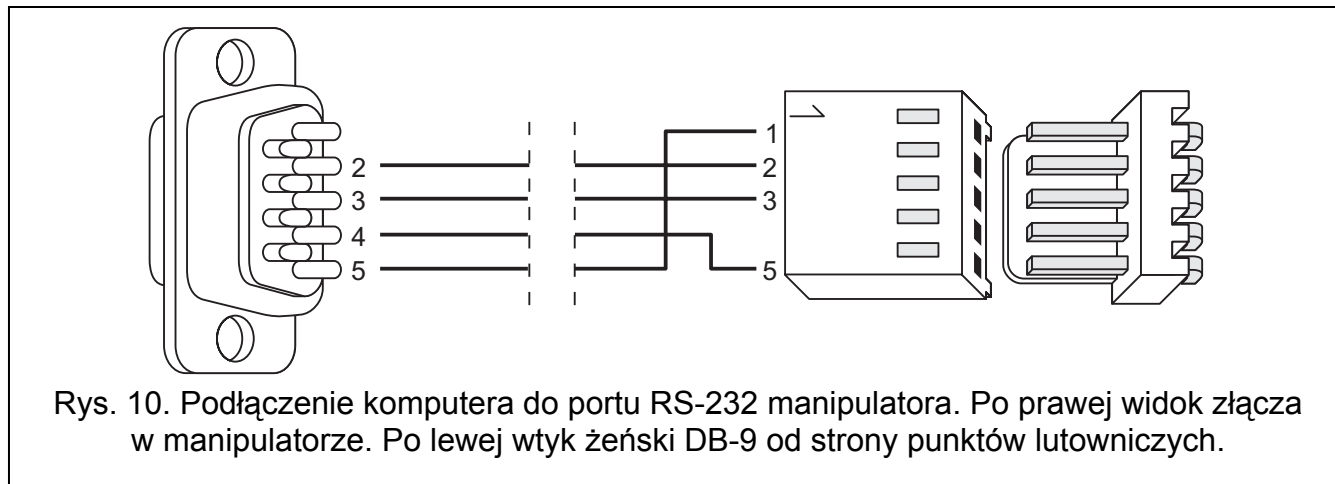 1
2 2
3 3
4
5 5
Rys. 10. Podłączenie komputera do portu RS-232 manipulatora. Po prawej widok złącza
w manipulatorze. Po lewej wtyk żeński DB-9 od strony punktów lutowniczych.